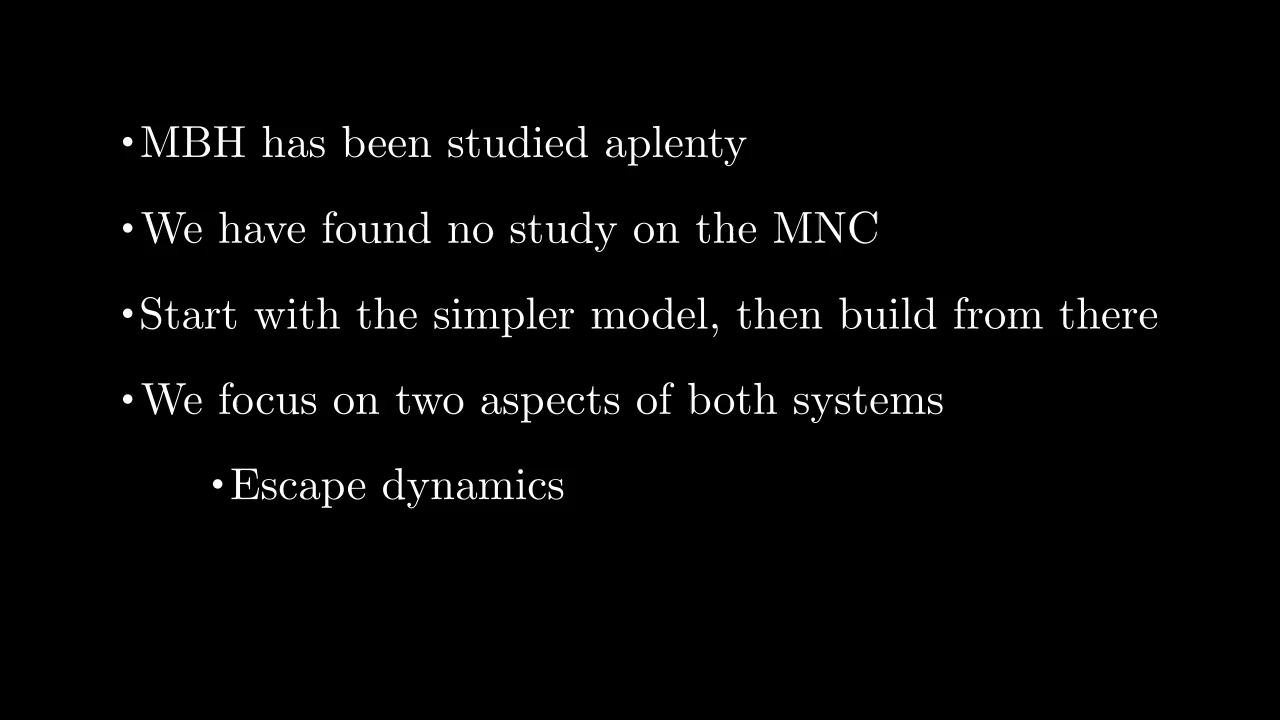 •MBH has been studied aplenty
•We have found no study on the MNC
•Start with the simpler model, then build from there
•We focus on two aspects of both systems
•Escape dynamics